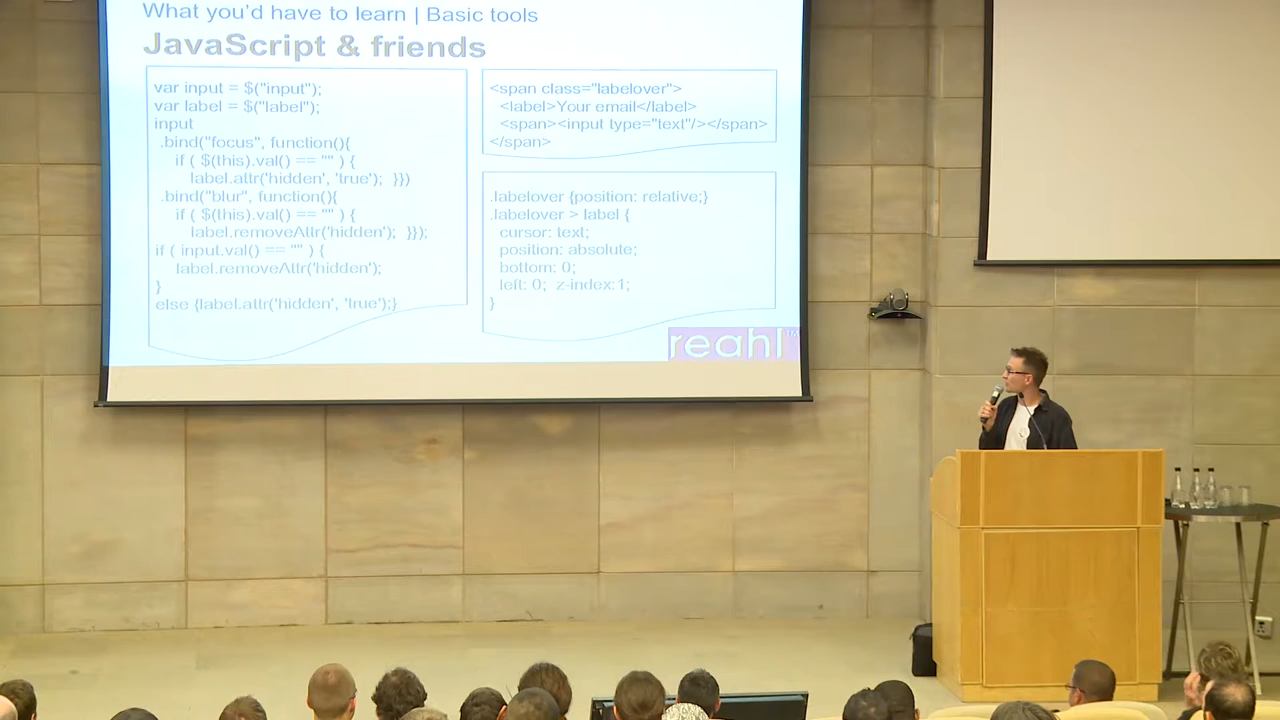 What you'd have to learn | Basic tools
JavaScript & friends
var input = $("input");
var label = $("label");
input
.bind("focus", function(){
if ( $(this).val() == "" ) {
label.attr('hidden', 'true');  }})
.bind("blur", function(){
if ( $(this).val() == "" ) {
label.removeAttr('hidden');  }});
if ( input.val() == "" ) {
label.removeAttr('hidden');
}
else {label.attr('hidden', 'true');}
<span class="labelover">
<label>Your email</label>
<span><input type="text"/></span>
</span>
.labelover {position: relative;}
.labelover > label {
cursor: text;
position: absolute;
bottom: 0;
left: 0;  z-index:1;
}
reahl